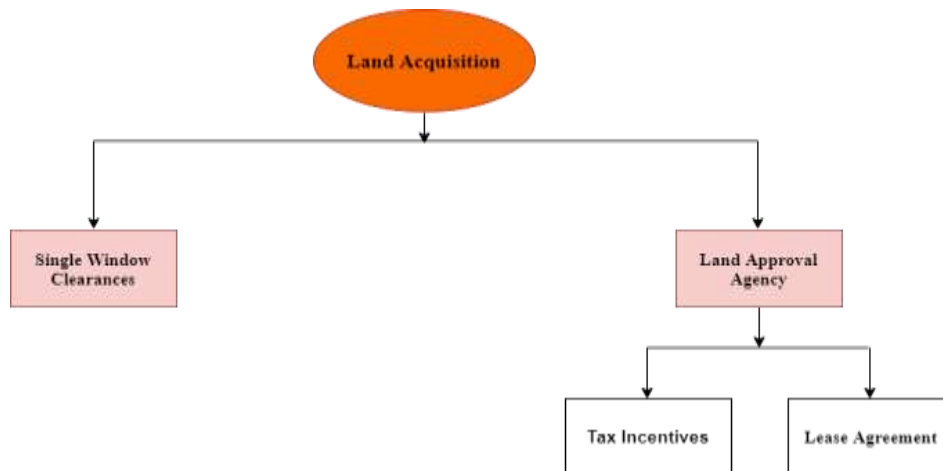 Land Acquisition
Single Window
Clearances
Land Approval
Agency
Tax Incentives
Lease Agreement